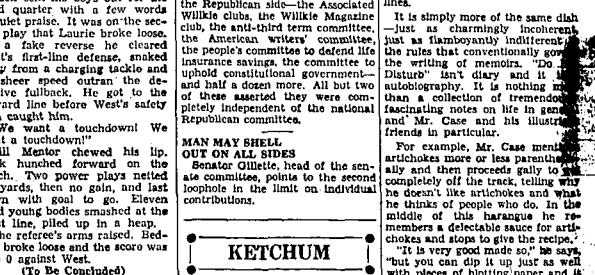 d quarter with a few words
uiet praise. It was on the sec-
play that Laurie broke loose.
a fake reverse he cleared
t's first-line defense, snaked
y from a charging tackle and
sheer speed outran the de-
ive fullback. He got to the
ard line before West's safety
caught him.
We want a touchdown! We
t a touchdown!"
ill Mentor chewed his lip.
k hunched forward on the
ch. Two power plays netted
yards, then no gain, and last
n with goal to go. Eleven
d young bodies smashed at the
t line, piled up in a heap.
he referee's arms raised. Bed-
broke loose and the score was
0 against West.
(To Be Concluded)
the Republican side—the Associated
Willkie clubs, the Willkie Magazine
club, the anti-third term committee,
the American writers' committee,
the people's committee to defend life
insurance savings, the committee to
uphold constitutional government—
and half a dozen more. All but two
of these asserted they were com-
pletely independent of the national
Republican committee.
MAN MAY SHELL
OUT ON ALL SIDES
Senator Gillette, head of the sen-
ate committee, points to the second
loophole in the limit on individual
contributions.
KETCHUM
lines.
It is simply more of the same dish
—just as charmingly incoherent,
just as flamboyantly indifferent
the rules that conventionally go
the writing of memoirs. "Do
Disturb" isn't diary and it
autobiography. It is nothing
than a collection of tremendou
fascinating notes on life in gen
and Mr. Case and his illustri
friends in particular.
For example, Mr. Case menti
artichokes more or less parenthe
ally and then proceeds gaily to
completely off the track, telling why
he doesn't like artichokes and what
he thinks of people who do. In the
middle of this harangue he re-
members a delectable sauce for arti-
chokes and stops to give the recipe.
"It is very good made so," he says,
"but you can dip it up just as well
with pieces of blotting paper and it